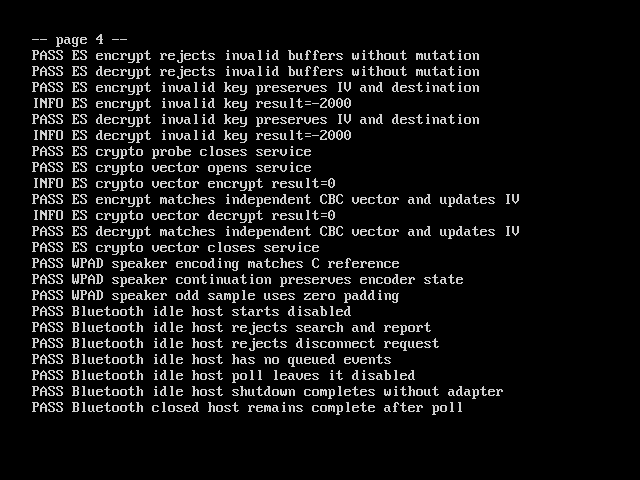 -- page 4 --
PASS ES encrypt rejects invalid buffers without mutation
PASS ES decrypt rejects invalid buffers without mutation
PASS ES encrypt invalid key preserves IV and destination
INFO ES encrypt invalid key result=-2000
PASS ES decrypt invalid key preserves IV and destination
INFO ES decrypt invalid key result=-2000
PASS ES crypto probe closes service
PASS ES crypto vector opens service
INFO ES crypto vector encrypt result=0
PASS ES encrypt matches independent CBC vector and updates IV
INFO ES crypto vector decrypt result=0
PASS ES decrypt matches independent CBC vector and updates IV
PASS ES crypto vector closes service
PASS WPAD speaker encoding matches C reference
PASS WPAD speaker continuation preserves encoder state
PASS WPAD speaker odd sample uses zero padding
PASS Bluetooth idle host starts disabled
PASS Bluetooth idle host rejects search and report
PASS Bluetooth idle host rejects disconnect request
PASS Bluetooth idle host has no queued events
PASS Bluetooth idle host poll leaves it disabled
PASS Bluetooth idle host shutdown completes without adapter
PASS Bluetooth closed host remains complete after poll